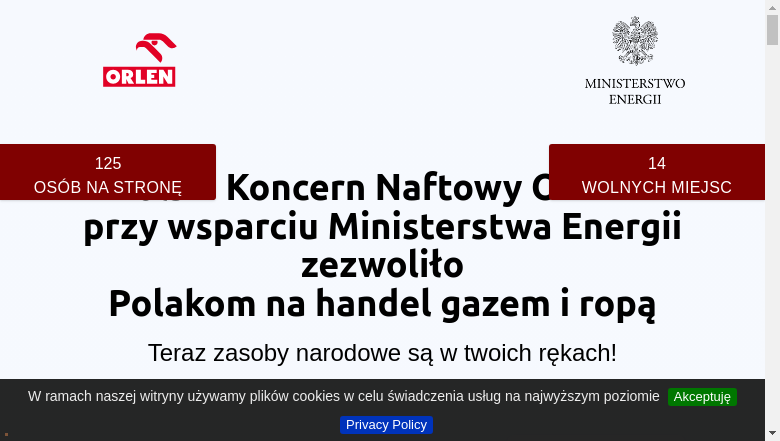 ORLEN
MINISTERSTWO
ENERGII
125
OSÓB NA STRONĘ
14
WOLNYCH MIEJSC
Koncern Naftowy
przy wsparciu Ministerstwa Energii
zezwoliło
Polakom na handel gazem i ropą
Teraz zasoby narodowe są w twoich rękach!
W ramach naszej witryny używamy plików cookies w celu świadczenia usług na najwyższym poziomie Akceptuję
Privacy Policy